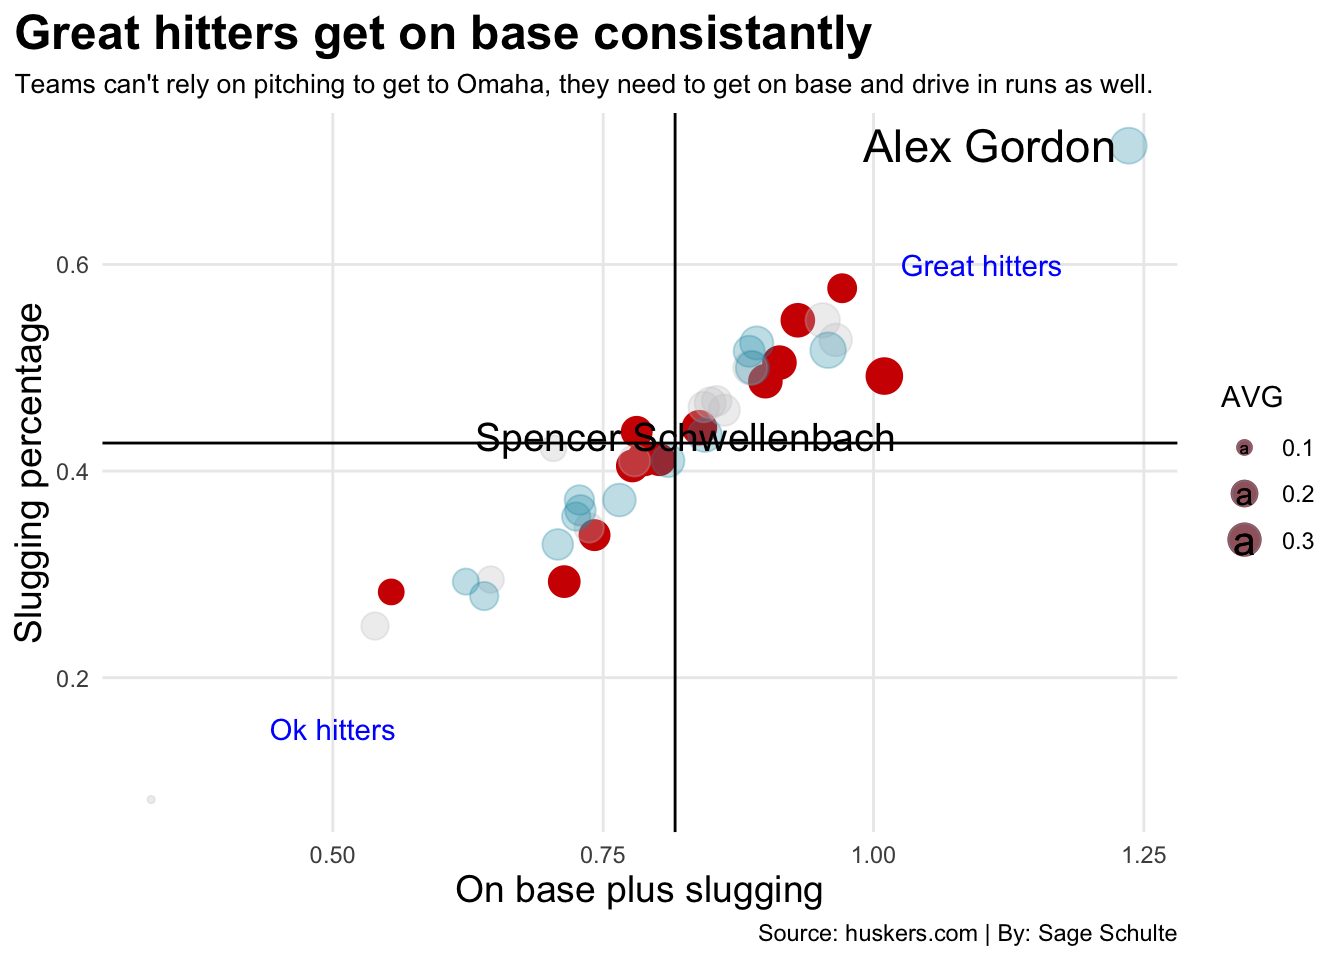 Great hitters get on base consistantly
Teams can't rely on pitching to get to Omaha, they need to get on base and drive in runs as well.
Alex Gordon
Great hitters
Spencer Schwellenbach
Ok hitters
Slugging percentage
0.6
0.4
0.2
0.50
0.75
1.00
1.25
On base plus slugging
AVG
a 0.1
a 0.2
a 0.3
Source: huskers.com | By: Sage Schulte